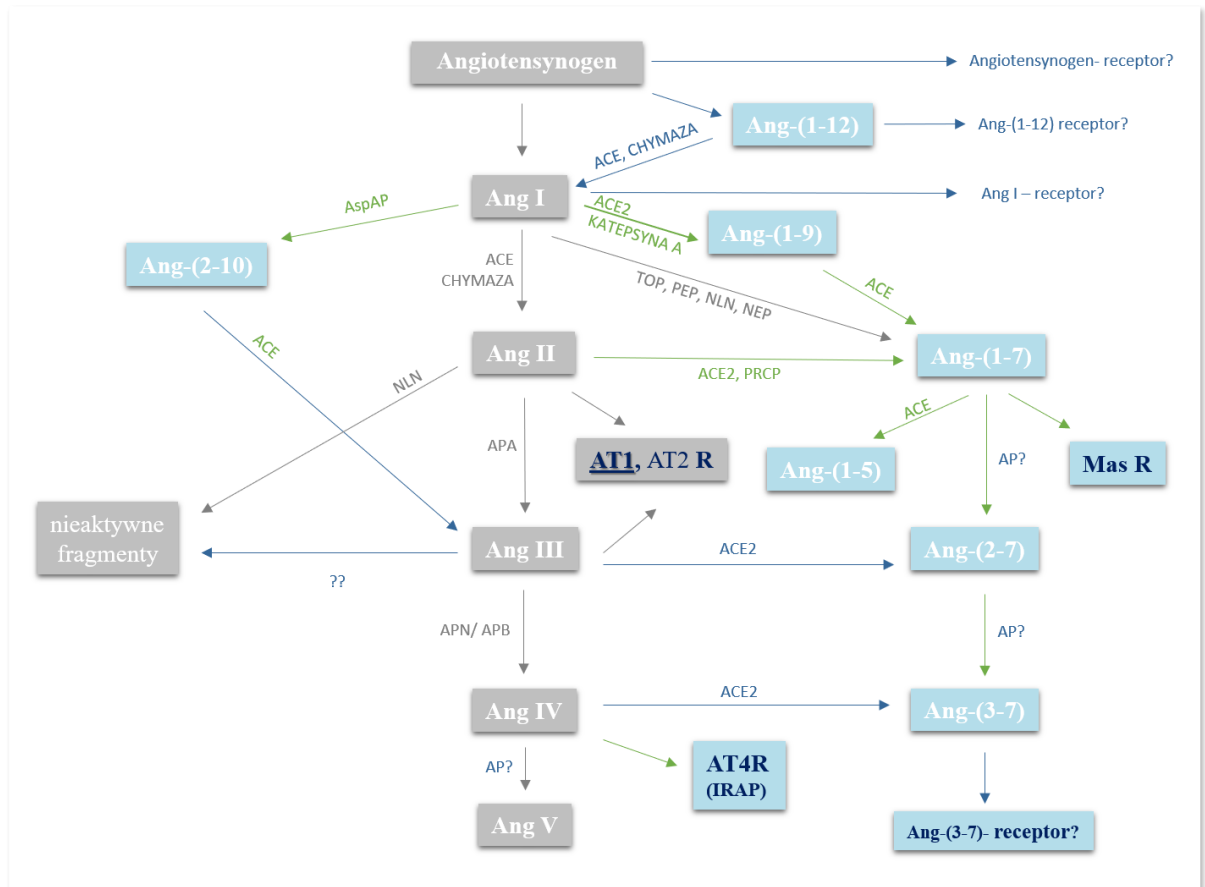 Angiotensynogen
Angiotensynogen- receptor?
Ang-(1-12)
Ang-(1-12) receptor?
ACE, CHYMAZA
Ang I
Ang I – receptor?
AspAP
ACE2
KATEPSYNA A
Ang-(1-9)
Ang-(2-10)
ACE
CHYMAZA
TOP, PEP, NLN, NEP
ACE
ACE
Ang II
Ang-(1-7)
NLN
ACE2, PRCP
ACE
APA
AT1, AT2 R
Ang-(1-5)
AP?
Mas R
nieaktywne
fragmenty
Ang III
ACE2
Ang-(2-7)
??
APN/ APB
AP?
Ang IV
ACE2
Ang-(3-7)
AP?
AT4R
(IRAP)
Ang V
Ang-(3-7)- receptor?